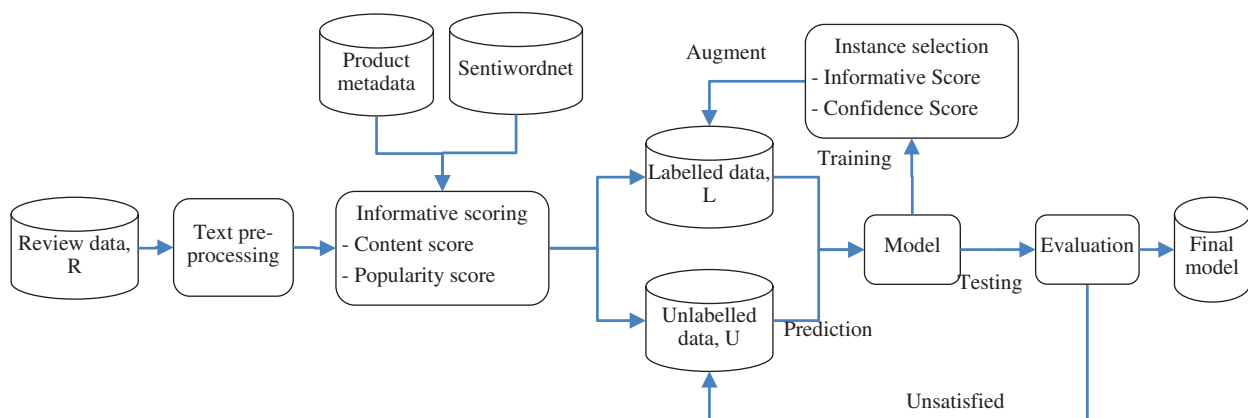 Product
metadata
Sentiwordnet
Augment
Instance selection
- Informative Score
- Confidence Score
Training
Review data,
R
Text pre-
processing
Informative scoring
- Content score
- Popularity score
Labelled data,
L
Unlabelled
data, U
Prediction
Model
Testing
Evaluation
Final
model
Unsatisfied